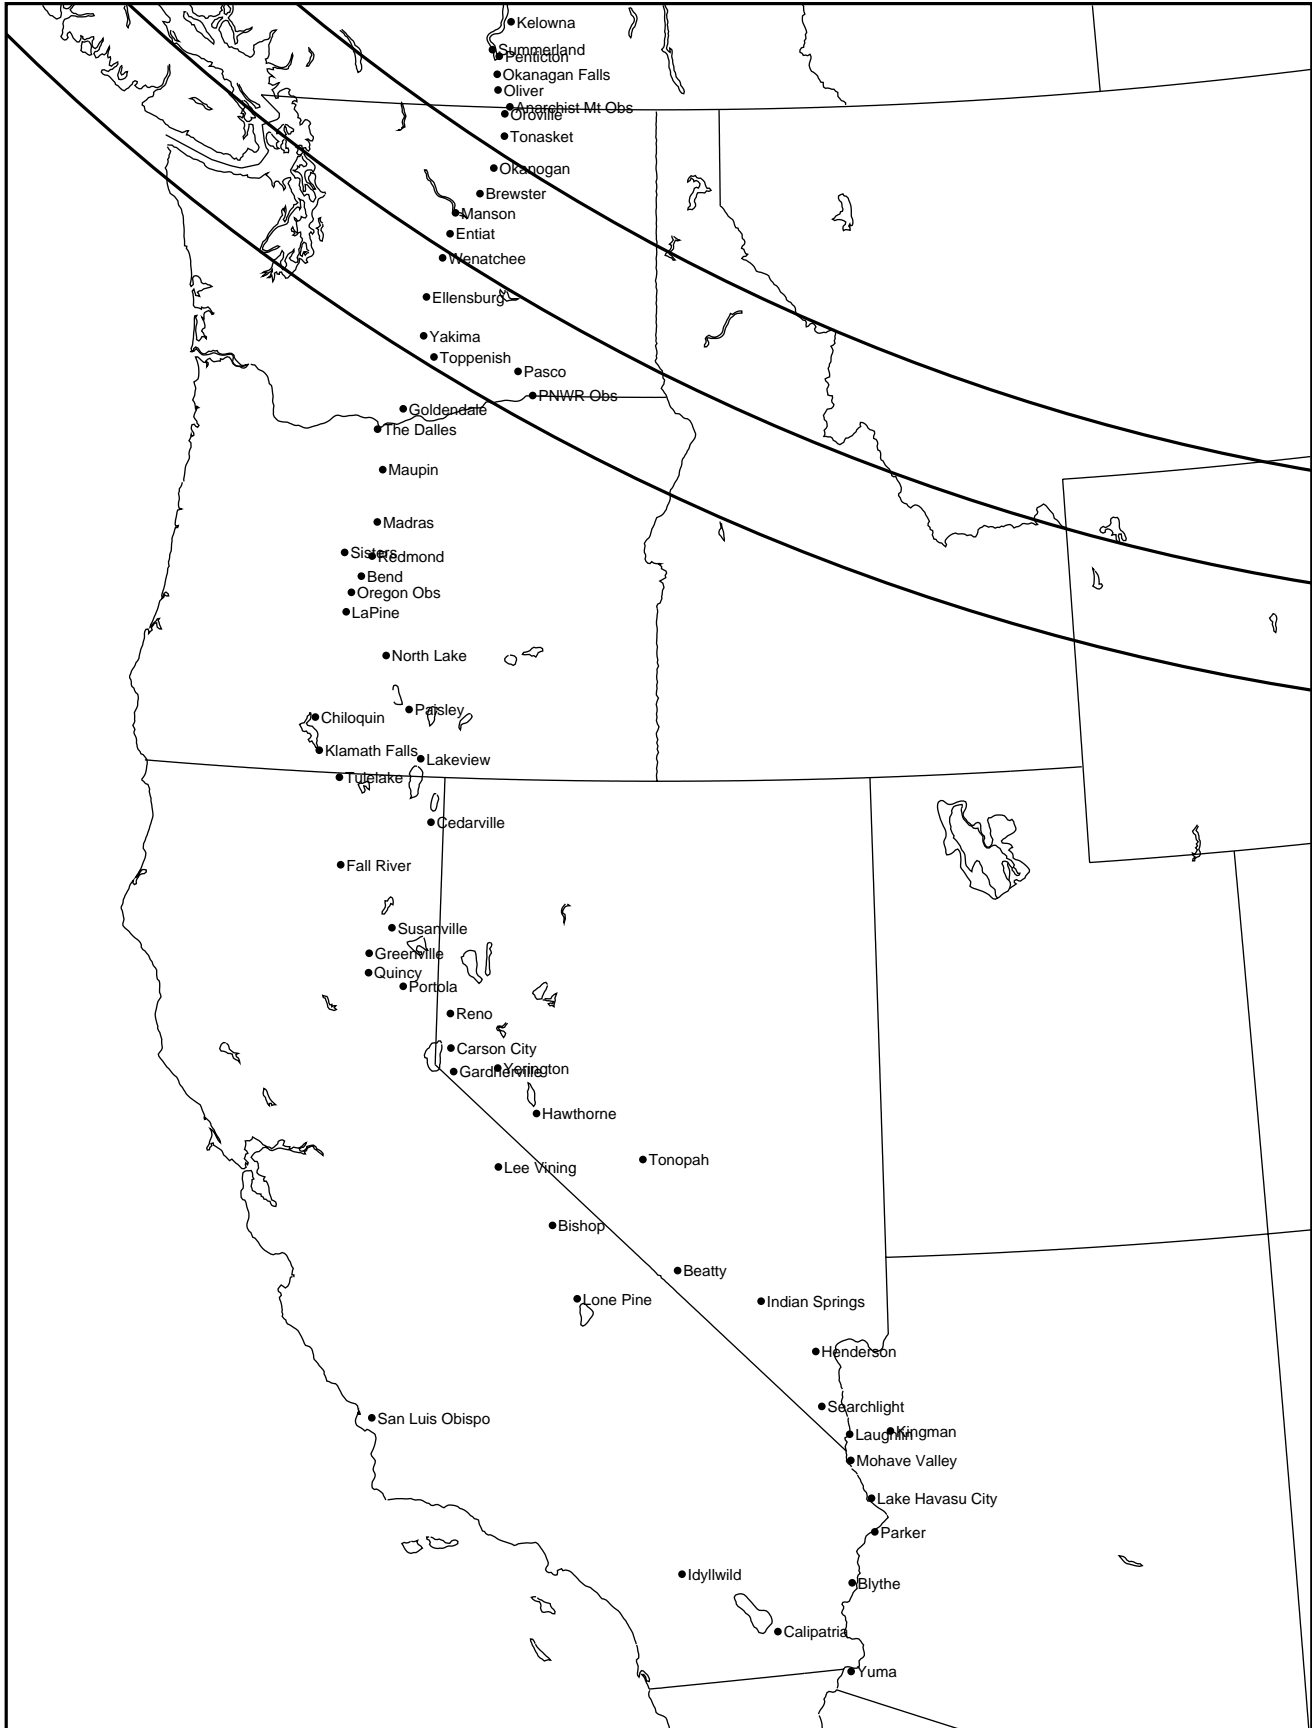 Kelowna
Summerland
Penticton
Okanagan Falls
Oliver
Anarchist Mt Obs
Oroville
Tonasket
Okanogan
Brewster
Manson
Entiat
Wenatchee
Ellensburg
Yakima
Toppenish
Pasco
PNWR Obs
Goldendale
The Dalles
Maupin
Madras
Sisters
Redmond
Bend
Oregon Obs
LaPine
North Lake
Paisley
Chiloquin
Klamath Falls
Lakeview
Tulelake
Cedarville
Fall River
Susanville
Greenville
Quincy
Portola
Reno
Carson City
Yerington
Gardnerville
Hawthorne
Tonopah
Lee Vining
Bishop
Beatty
Lone Pine
Indian Springs
Henderson
Searchlight
San Luis Obispo
Kingman
Laughlin
Mohave Valley
Lake Havasu City
Parker
Idyllwild
Blythe
Calipatria
Yuma